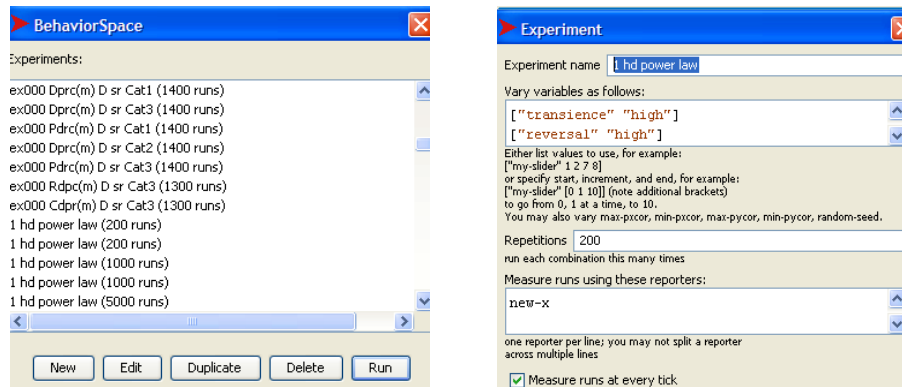 BehaviorSpace
Experiments:
ex000 Dprc(m) D sr Cat1 (1400 runs)
ex000 Dprc(m) D sr Cat3 (1400 runs)
ex000 Pdrc(m) D sr Cat1 (1400 runs)
ex000 Dprc(m) D sr Cat2 (1400 runs)
ex000 Pdrc(m) D sr Cat3 (1400 runs)
ex000 Rdpc(m) D sr Cat3 (1300 runs)
ex000 Cdpr(m) D sr Cat3 (1300 runs)
1 hd power law (200 runs)
1 hd power law (200 runs)
1 hd power law (1000 runs)
1 hd power law (1000 runs)
1 hd power law (5000 runs)
New Edit Duplicate Delete Run
Experiment
Experiment name 1 hd power law
Vary variables as follows:
["transience" "high"]
["reversal" "high"]
Either list values to use, for example:
["my-slider" 1 2 7 8]
or specify start, increment, and end, for example:
["my-slider" [0 1 10]] (note additional brackets)
to go from 0, 1 at a time, to 10.
You may also vary max-pxcor, min-pxcor, max-pycor, min-pycor, random-seed.
Repetitions 200
run each combination this many times
Measure runs using these reporters:
new-x
one reporter per line; you may not split a reporter
across multiple lines
Measure runs at every tick